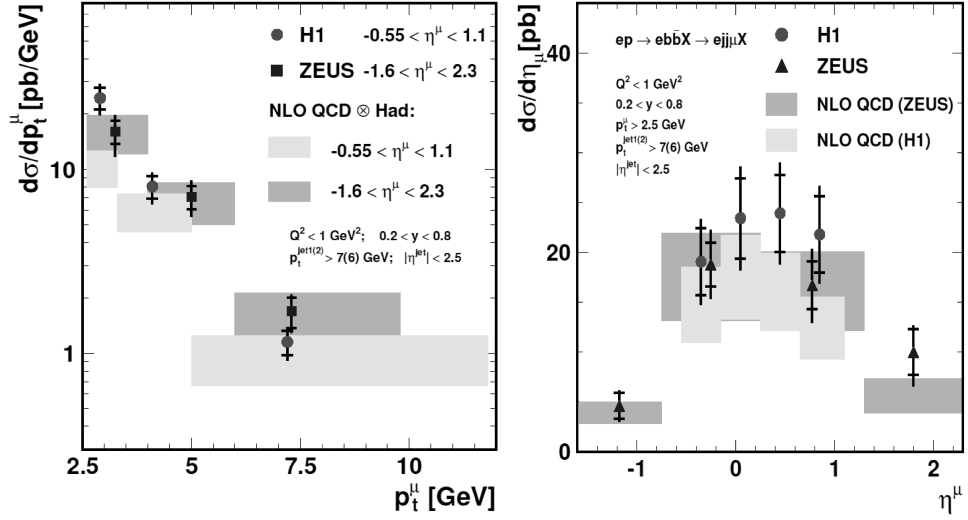 dσ/dp_t^μ [pb/GeV]
H1 -0.55 < η^μ < 1.1
ZEUS -1.6 < η^μ < 2.3
NLO QCD ⊗ Had:
-0.55 < η^μ < 1.1
-1.6 < η^μ < 2.3
Q² < 1 GeV²; 0.2 < y < 0.8
p_t^jet1(2) > 7(6) GeV; |η^jet| < 2.5
10
1
2.5 5 7.5 10
p_t^μ [GeV]
dσ/dη_μ[pb]
ep → ebb̄X → ejjμX
Q² < 1 GeV²
0.2 < y < 0.8
p_t^μ > 2.5 GeV
p_t^jet1(2) > 7(6) GeV
|η^jet| < 2.5
H1
ZEUS
NLO QCD (ZEUS)
NLO QCD (H1)
40
20
0
-1 0 1 2
η^μ